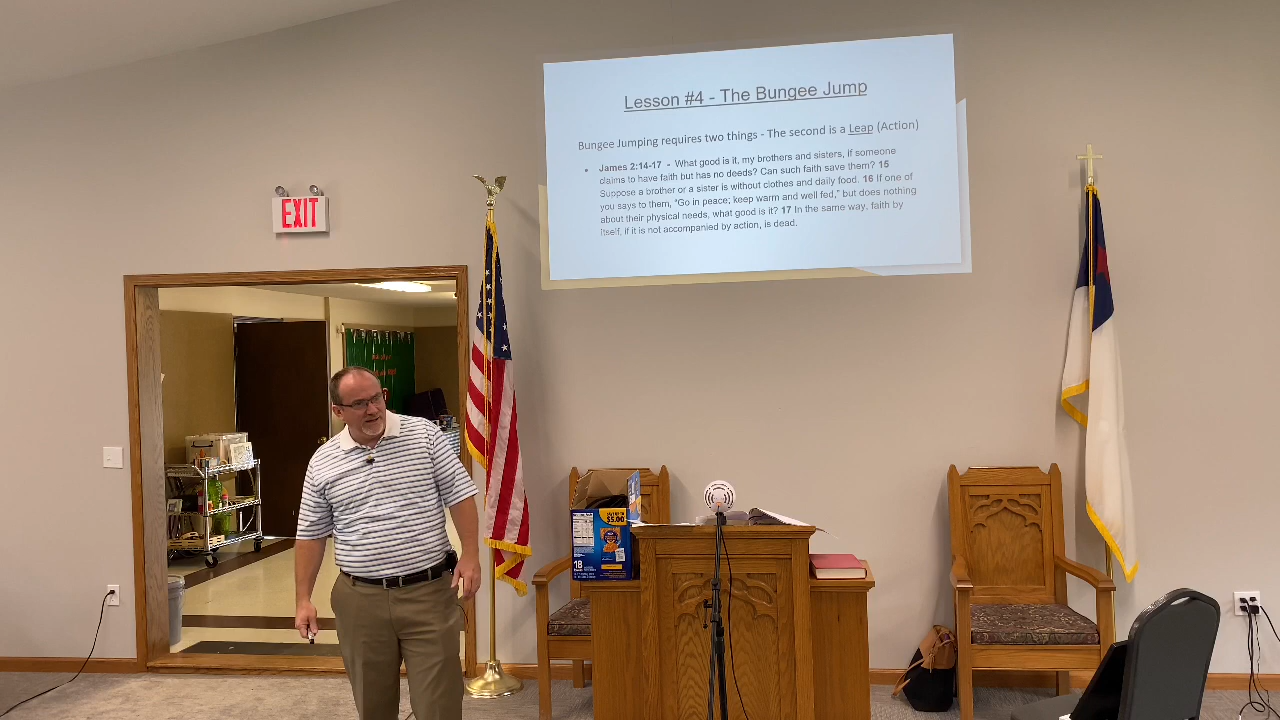 Lesson #4 - The Bungee Jump
Bungee Jumping requires two things - The second is a Leap (Action)
• James 2:14-17 - What good is it, my brothers and sisters, if someone
claims to have faith but has no deeds? Can such faith save them? 15
Suppose a brother or a sister is without clothes and daily food. 16 If one of
you says to them, “Go in peace; keep warm and well fed,” but does nothing
about their physical needs, what good is it? 17 In the same way, faith by
itself, if it is not accompanied by action, is dead.
EXIT
$5.00
18